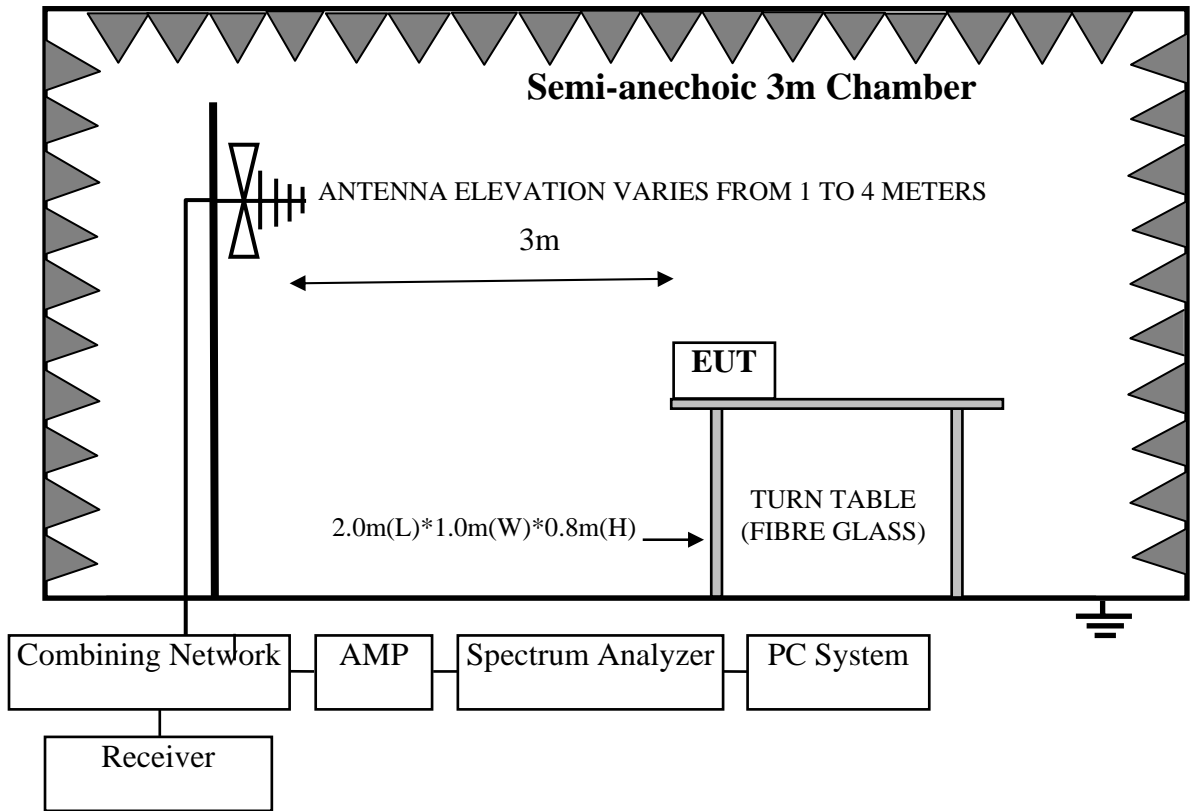 Semi-anechoic 3m Chamber
ANTENNA ELEVATION VARIES FROM 1 TO 4 METERS
3m
EUT
2.0m(L)*1.0m(W)*0.8m(H)
TURN TABLE
(FIBRE GLASS)
Combining Network
AMP
Spectrum Analyzer
PC System
Receiver